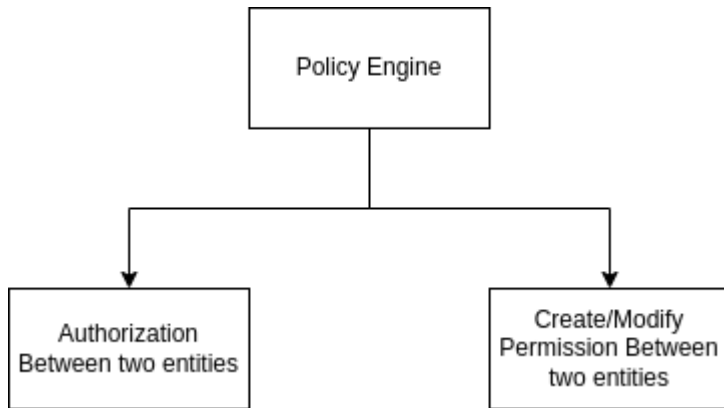 Policy Engine
Authorization
Between two entities
Create/Modify
Permission Between
two entities